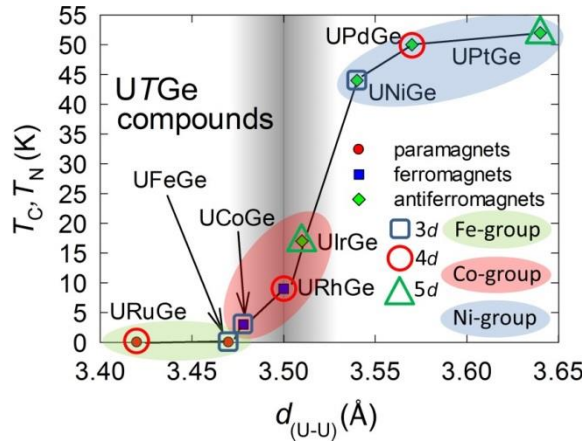 55
50
45
40
35
30
25
20
15
10
5
0
T_C, T_N (K)
UTGe
compounds
UPdGe
UPtGe
UNiGe
UFeGe
UCoGe
UIrGe
URhGe
URuGe
paramagnets
ferromagnets
antiferromagnets
3d
4d
5d
Fe-group
Co-group
Ni-group
3.40 3.45 3.50 3.55 3.60 3.65
d_(U-U) (Å)